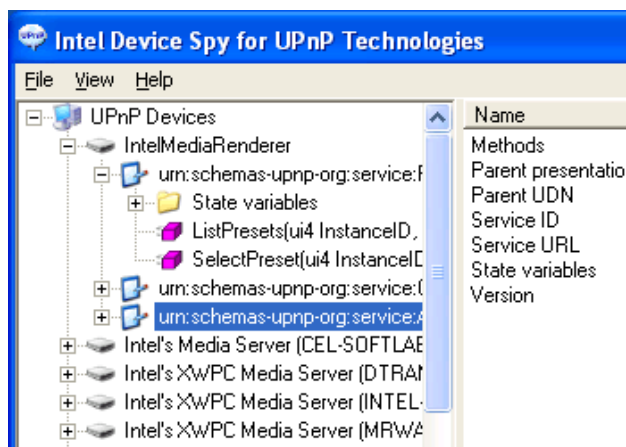 Intel Device Spy for UPnP Technologies
File View Help
UPnP Devices
IntelMediaRenderer
urn:schemas-upnp-org:service:R
State variables
ListPresets(ui4 InstanceID,
SelectPreset(ui4 InstanceID
urn:schemas-upnp-org:service:C
urn:schemas-upnp-org:service:A
Intel's Media Server (CEL-SOFTLAB
Intel's XWPC Media Server (DTRAN
Intel's XWPC Media Server (INTEL-
Intel's XWPC Media Server (MRWA
Name
Methods
Parent presentatio
Parent UDN
Service ID
Service URL
State variables
Version